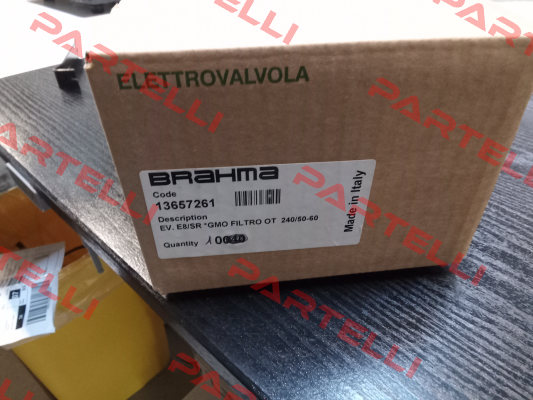 PARTELLI
PARTELLI
PARTELLI
PARTELLI
PARTELLI
PARTELLI
ELETTROVALVOLA
BRAHMA
Code
13657261
Description
EV. E8/SR *GMO FILTRO OT 240/50-60
Quantity
Made in Italy